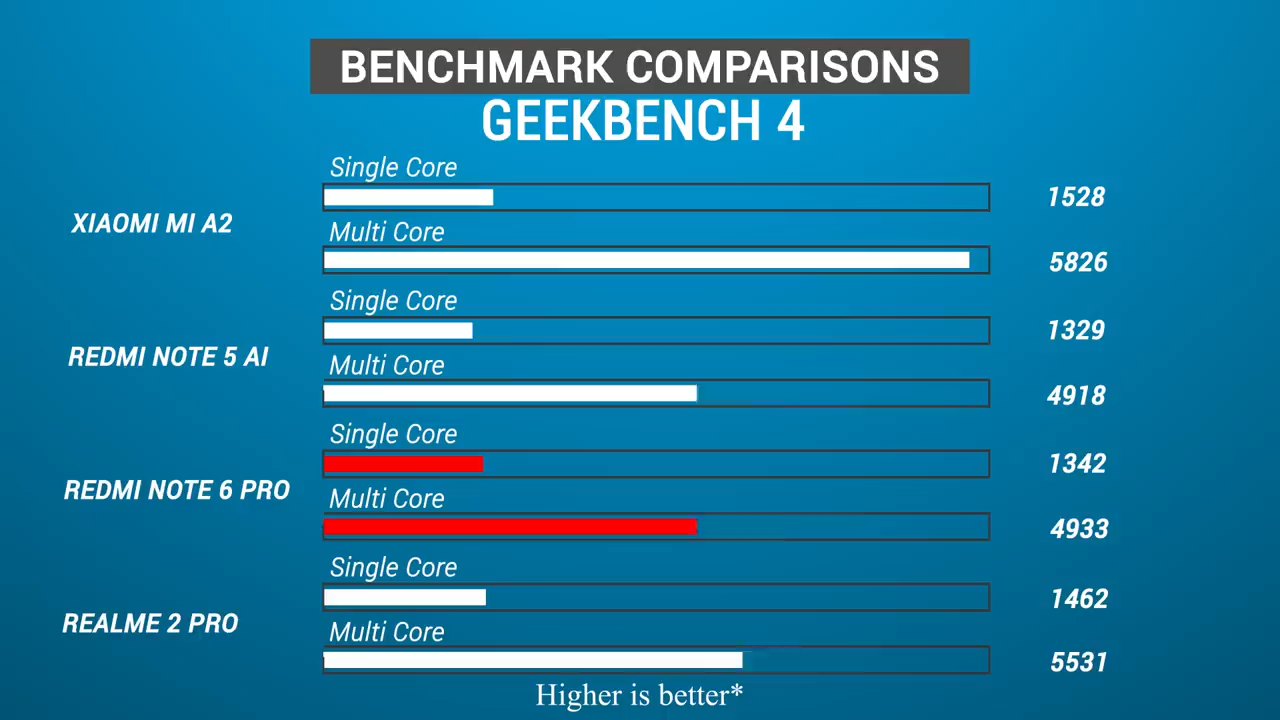 BENCHMARK COMPARISONS
GEEKBENCH 4
XIAOMI MI A2
Single Core
1528
Multi Core
5826
REDMI NOTE 5 AI
Single Core
1329
Multi Core
4918
REDMI NOTE 6 PRO
Single Core
1342
Multi Core
4933
REALME 2 PRO
Single Core
1462
Multi Core
5531
Higher is better*